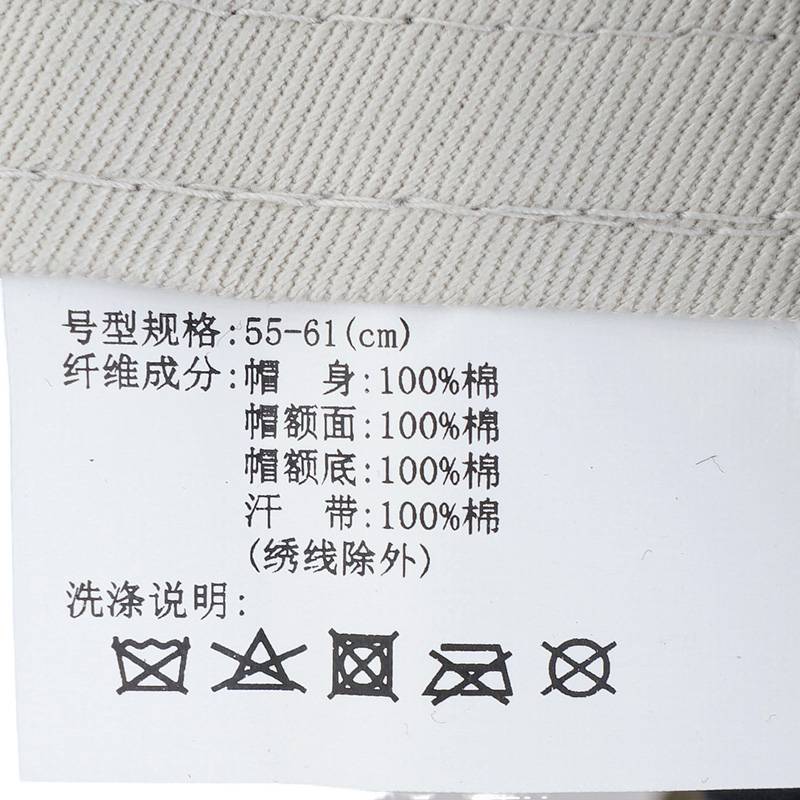 号型规格:55-61(cm)
纤维成分:帽 身:100%棉
帽额面:100%棉
帽额底:100%棉
汗 带:100%棉
(绣线除外)
洗涤说明: